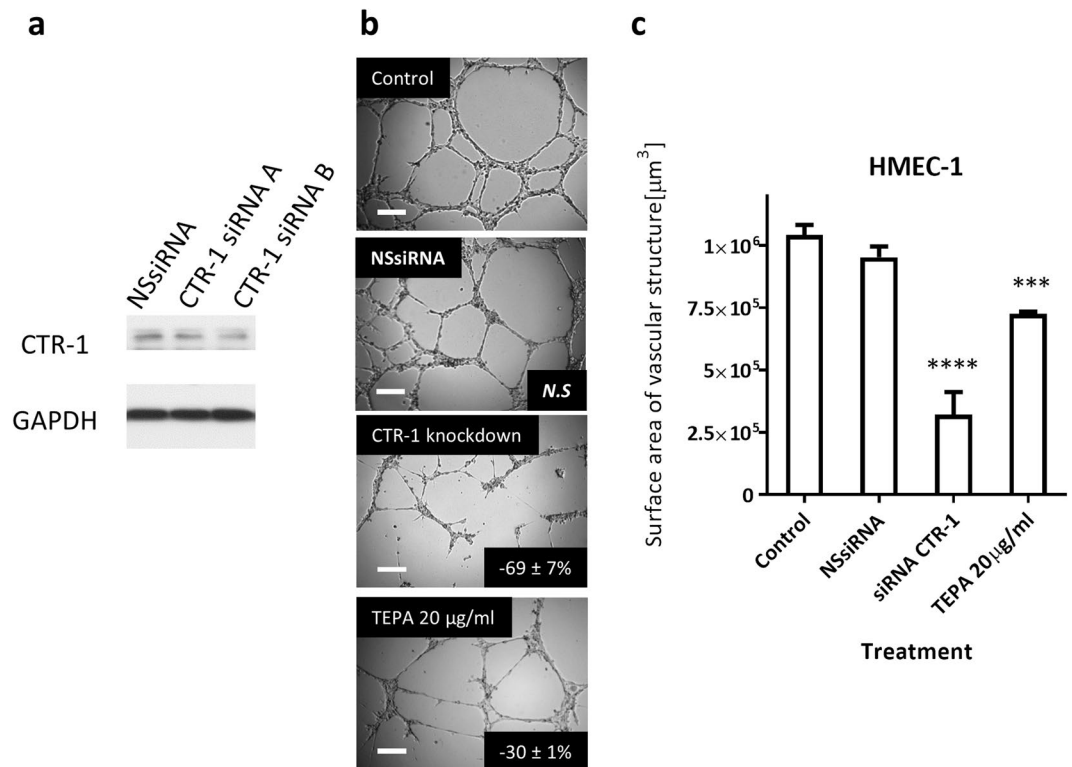 a
NSsiRNA
CTR-1 siRNA A
CTR-1 siRNA B
CTR-1
GAPDH
b
Control
NSsiRNA
N.S
CTR-1 knockdown
-69 ± 7%
TEPA 20 µg/ml
-30 ± 1%
c
HMEC-1
Surface area of vascular structure[µm³]
1×10⁶
7.5×10⁵
5×10⁵
2.5×10⁵
0
****
***
Control
NSsiRNA
siRNA CTR-1
TEPA 20µg/ml
Treatment